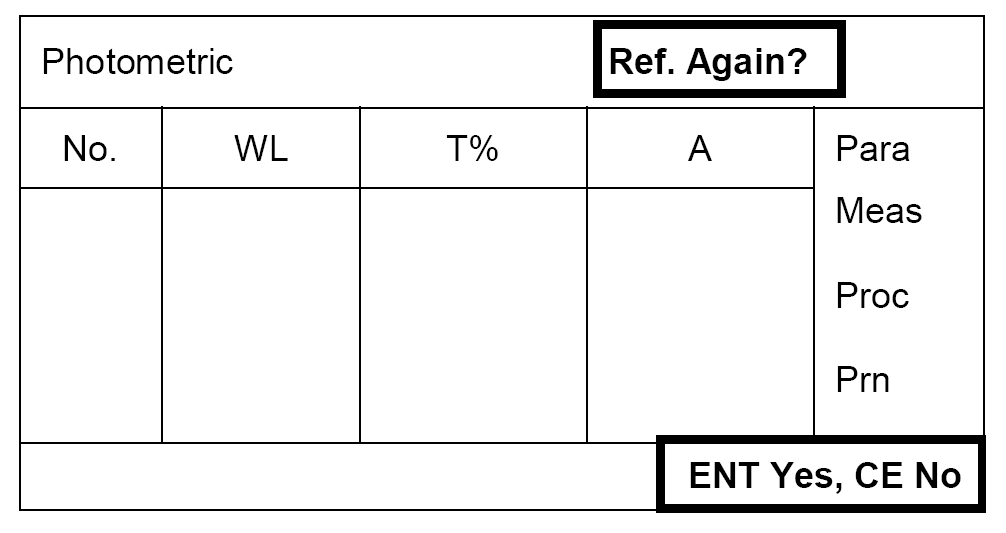 Photometric Ref. Again?
No. WL T% A Para
Meas
Proc
Prn
ENT Yes, CE No